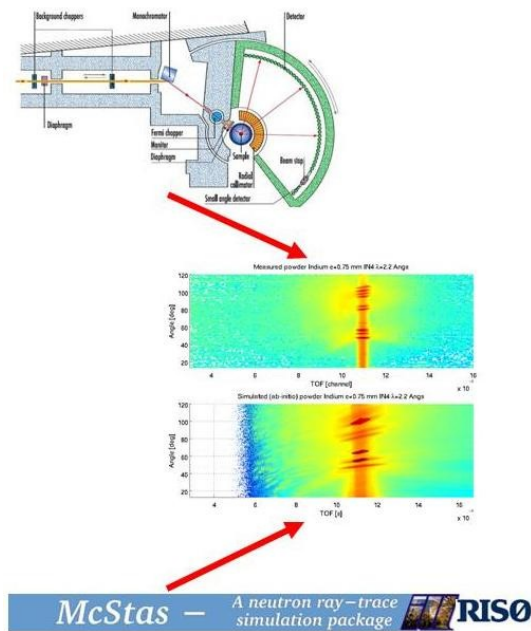 Background choppers
Monochromator
Detector
Diaphragm
Fermi chopper
Monitor
Diaphragm
Sample
Radial
collimator
Beam stop
Small angle detector
Measured powder Indium e=0.75 mm IN4 λ=2.2 Angs
Angle [deg]
120
100
80
60
40
20
4
6
8
10
12
14
16
TOF [channel]
x 10
Simulated (ab-initio) powder Indium e=0.75 mm IN4 λ=2.2 Angs
Angle [deg]
120
100
80
60
40
20
4
6
8
10
12
14
16
TOF [s]
x 10
McStas – A neutron ray-trace
simulation package
RISØ